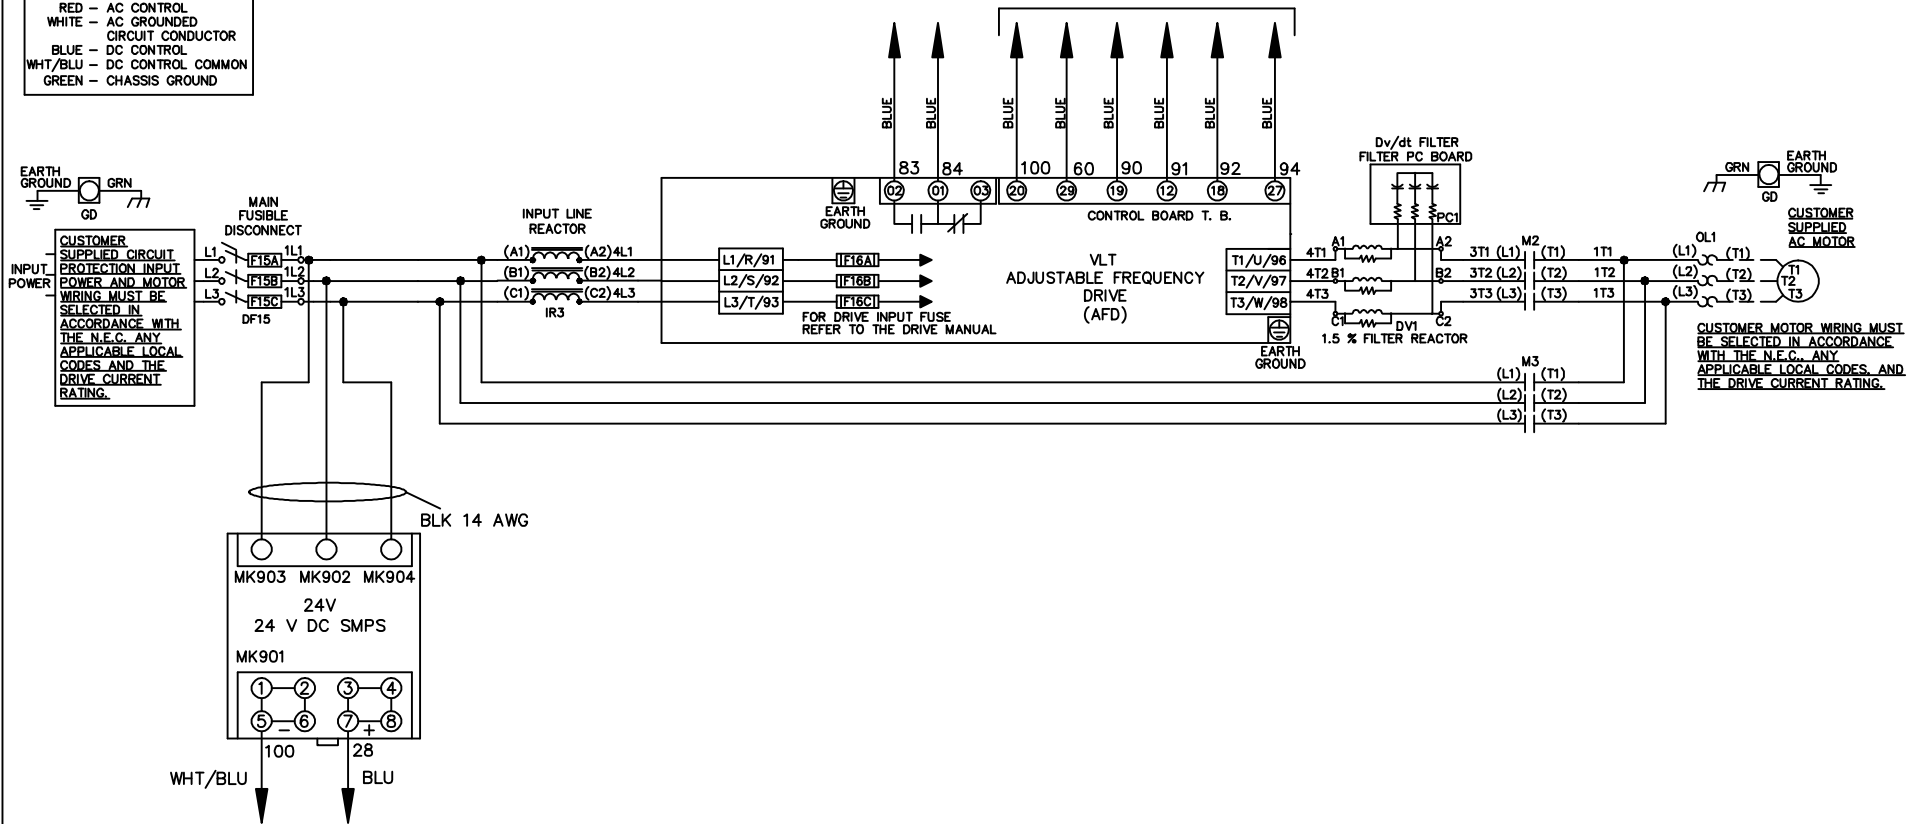 RED – AC CONTROL
WHITE – AC GROUNDED
CIRCUIT CONDUCTOR
BLUE – DC CONTROL
WHT/BLU – DC CONTROL COMMON
GREEN – CHASSIS GROUND
BLUE BLUE BLUE BLUE BLUE BLUE BLUE BLUE
83 84 100 60 90 91 92 94
02 01 03 20 29 19 12 18 27
EARTH
GROUND
CONTROL BOARD T. B.
EARTH
GROUND
GRN
GD
MAIN
FUSIBLE
DISCONNECT
INPUT LINE
REACTOR
Dv/dt FILTER
FILTER PC BOARD
PC1
GRN
EARTH
GROUND
GD
CUSTOMER
SUPPLIED
AC MOTOR
INPUT
POWER
CUSTOMER
SUPPLIED CIRCUIT
PROTECTION INPUT
POWER AND MOTOR
WIRING MUST BE
SELECTED IN
ACCORDANCE WITH
THE N.E.C. ANY
APPLICABLE LOCAL
CODES AND THE
DRIVE CURRENT
RATING.
L1 F15A 1L1
L2 F15B 1L2
L3 F15C 1L3
DF15
(A1) (A2)4L1
(B1) (B2)4L2
(C1) (C2)4L3
IR3
L1/R/91 F16A
L2/S/92 F16B
L3/T/93 F16C
FOR DRIVE INPUT FUSE
REFER TO THE DRIVE MANUAL
VLT
ADJUSTABLE FREQUENCY
DRIVE
(AFD)
T1/U/96 4T1 A1 A2
T2/V/97 4T2 B1 B2
T3/W/98 4T3 C1 C2
EARTH
GROUND
DV1
1.5 % FILTER REACTOR
M2
3T1 (L1) (T1) 1T1
3T2 (L2) (T2) 1T2
3T3 (L3) (T3) 1T3
OL1
(L1) (T1) T1
(L2) (T2) T2
(L3) (T3) T3
CUSTOMER MOTOR WIRING MUST
BE SELECTED IN ACCORDANCE
WITH THE N.E.C., ANY
APPLICABLE LOCAL CODES, AND
THE DRIVE CURRENT RATING.
M3
(L1) (T1)
(L2) (T2)
(L3) (T3)
BLK 14 AWG
MK903 MK902 MK904
24V
24 V DC SMPS
MK901
1 2 3 4
5 6 7 8
– +
100 28
WHT/BLU BLU